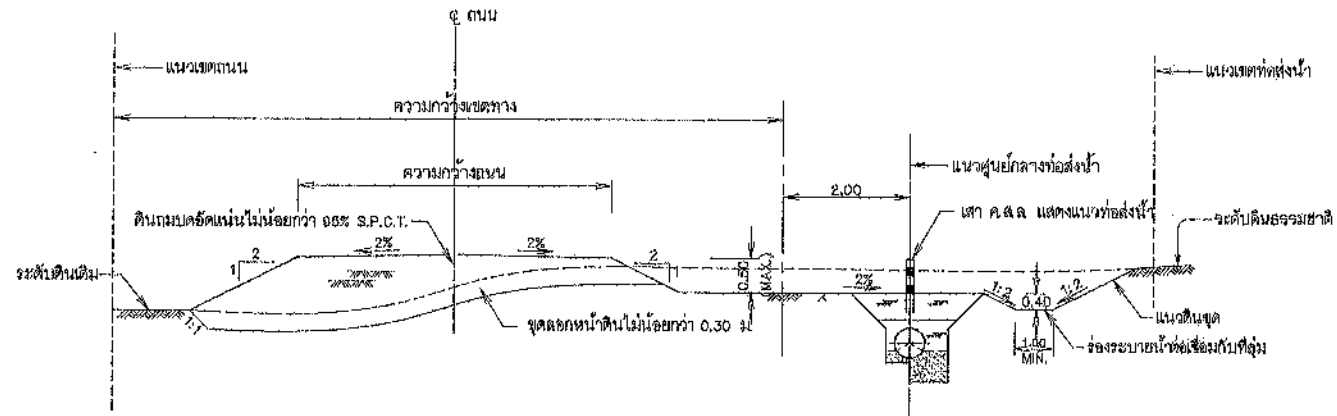 ℄ ถนน
แนวเขตถนน
แนวเขตท่อส่งน้ำ
ความกว้างเขตทาง
แนวศูนย์กลางท่อส่งน้ำ
ความกว้างถนน
2.00
เสา ค.ส.ล. แสดงแนวท่อส่งน้ำ
ดินถมบดอัดแน่นไม่น้อยกว่า 95% S.P.C.T.
ระดับดินธรรมชาติ
2%
2%
2
1
2
1
0.50
(MAX.)
ระดับดินเดิม
2%
1:2
0.40
1:2
1:1
ขุดลอกหน้าดินไม่น้อยกว่า 0.30 ม.
แนวดินขุด
1.00
MIN.
ร่องระบายน้ำต่อเชื่อมกับที่ลุ่ม